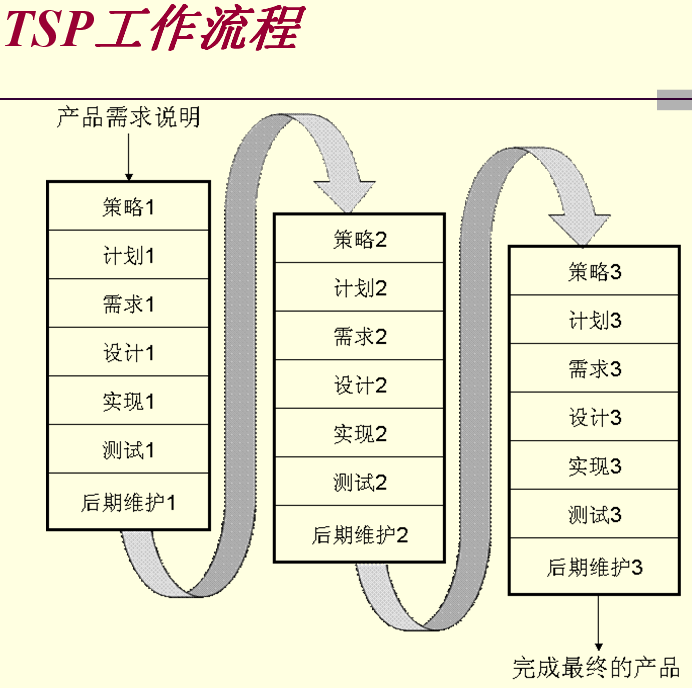 TSP工作流程
产品需求说明
策略1
计划1
需求1
设计1
实现1
测试1
后期维护1
策略2
计划2
需求2
设计2
实现2
测试2
后期维护2
策略3
计划3
需求3
设计3
实现3
测试3
后期维护3
完成最终的产品